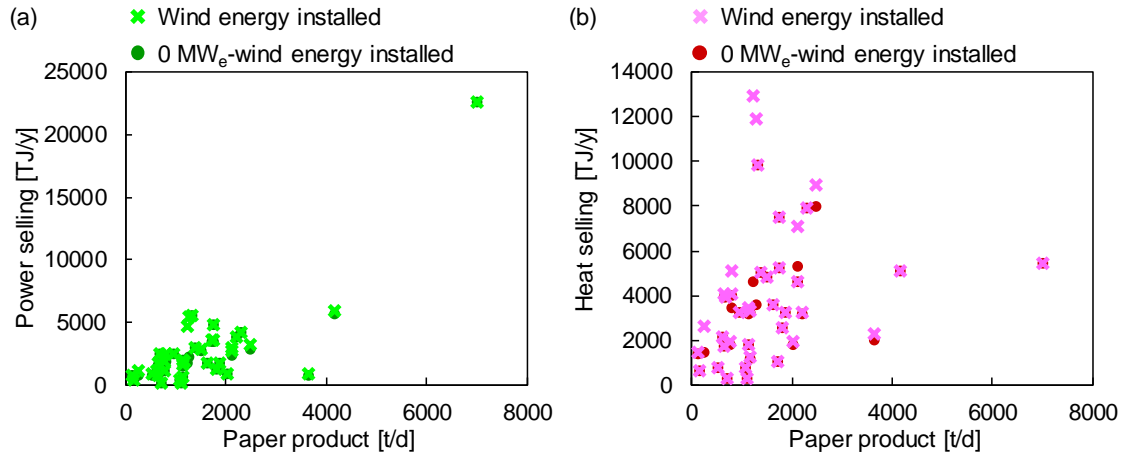 (a)
Wind energy installed
0 MWe-wind energy installed
Power selling [TJ/y]
25000
20000
15000
10000
5000
0
0
2000
4000
6000
8000
Paper product [t/d]
(b)
Wind energy installed
0 MWe-wind energy installed
Heat selling [TJ/y]
14000
12000
10000
8000
6000
4000
2000
0
0
2000
4000
6000
8000
Paper product [t/d]